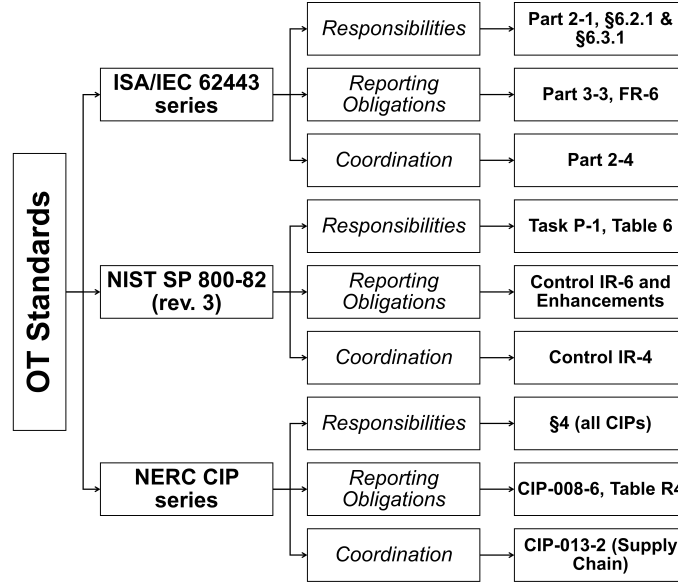 OT Standards
ISA/IEC 62443
series
Responsibilities
Part 2-1, §6.2.1 &
§6.3.1
Reporting
Obligations
Part 3-3, FR-6
Coordination
Part 2-4
NIST SP 800-82
(rev. 3)
Responsibilities
Task P-1, Table 6
Reporting
Obligations
Control IR-6 and
Enhancements
Coordination
Control IR-4
NERC CIP
series
Responsibilities
§4 (all CIPs)
Reporting
Obligations
CIP-008-6, Table R4
Coordination
CIP-013-2 (Supply
Chain)